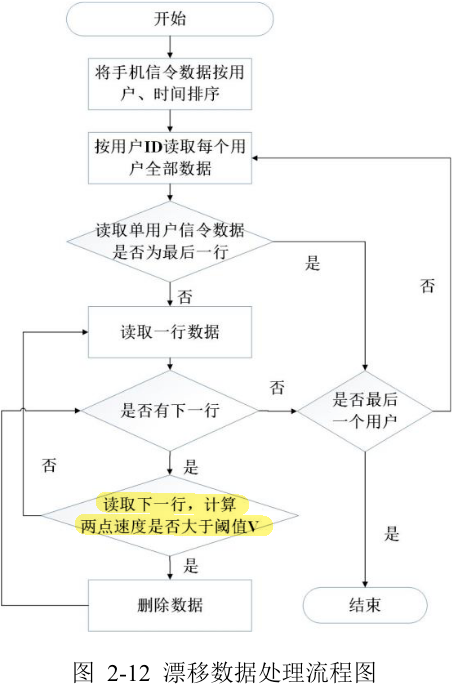 开始
将手机信令数据按用
户、时间排序
按用户ID读取每个用
户全部数据
读取单用户信令数据
是否为最后一行
是
否
否
读取一行数据
是否有下一行
否
是否最后
一个用户
否
是
读取下一行，计算
两点速度是否大于阈值V
是
是
删除数据
结束
图 2-12 漂移数据处理流程图